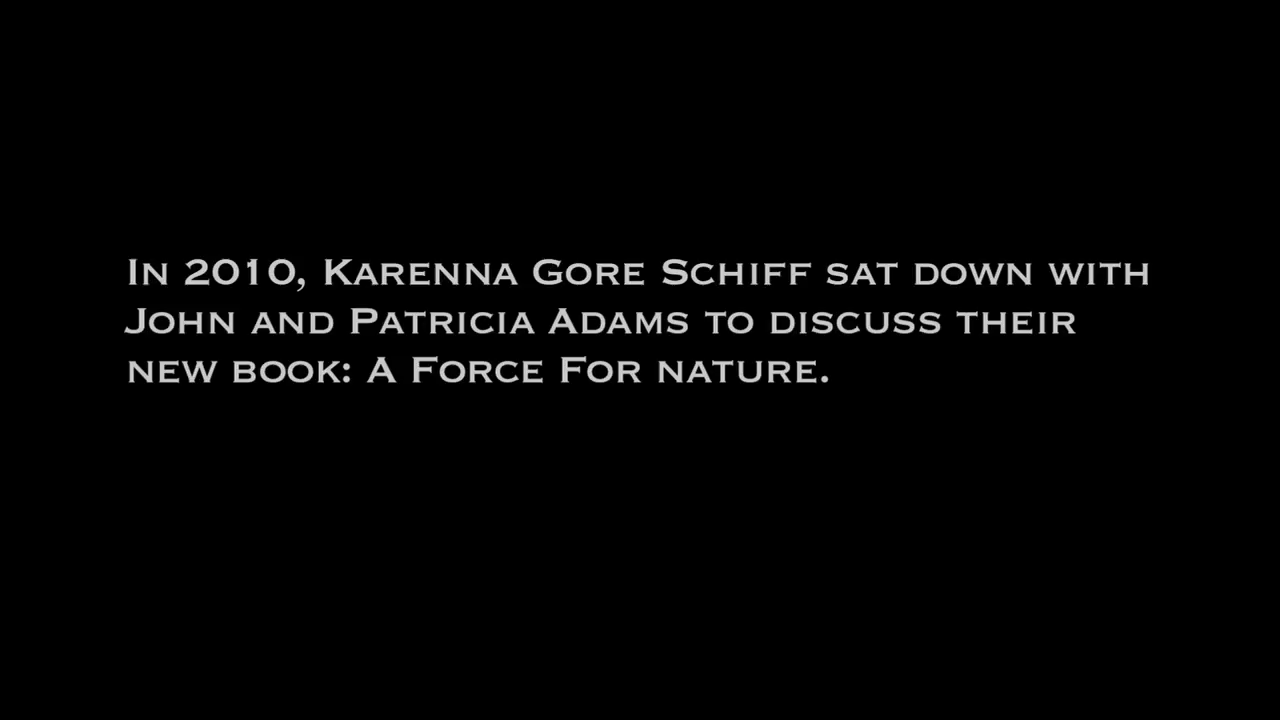 In 2010, Karenna Gore Schiff sat down with
John and Patricia Adams to discuss their
new book: A Force For nature.